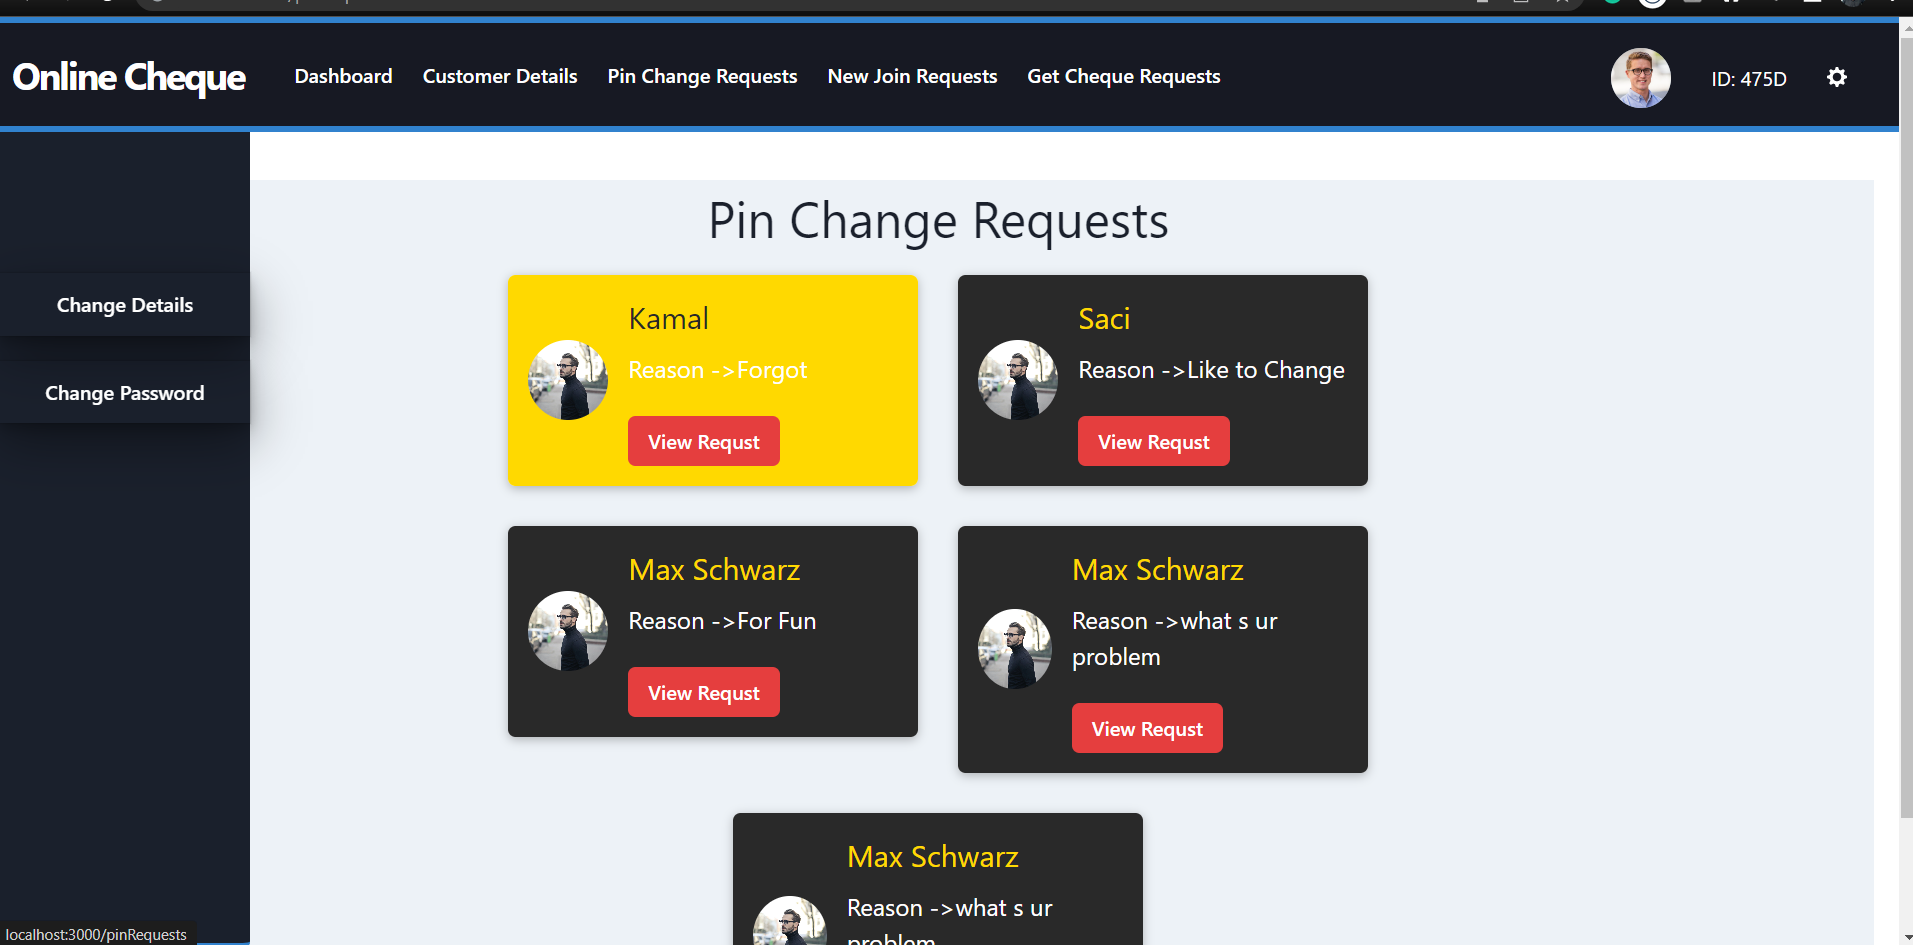 Online Cheque
Dashboard
Customer Details
Pin Change Requests
New Join Requests
Get Cheque Requests
ID: 475D
Change Details
Change Password
Pin Change Requests
Kamal
Reason ->Forgot
View Requst
Saci
Reason ->Like to Change
View Requst
Max Schwarz
Reason ->For Fun
View Requst
Max Schwarz
Reason ->what s ur
problem
View Requst
Max Schwarz
Reason ->what s ur
problem
localhost:3000/pinRequests